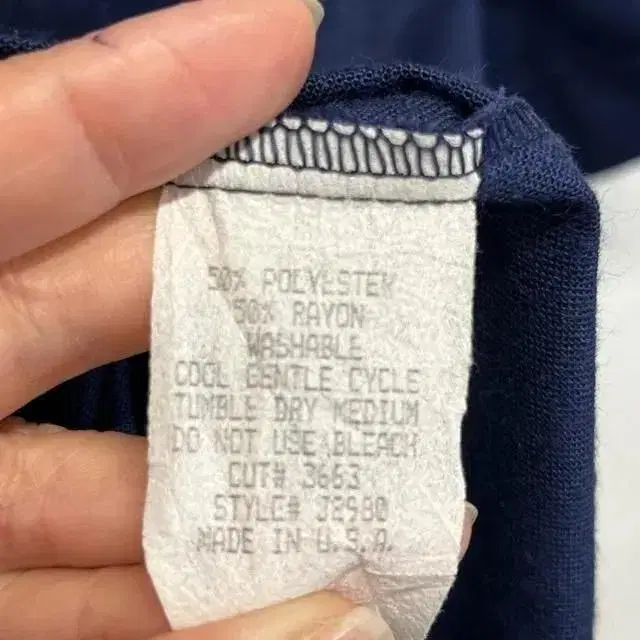 50% POLYESTER
50% RAYON
WASHABLE
COOL GENTLE CYCLE
TUMBLE DRY MEDIUM
DO NOT USE BLEACH
CUT# 3663
STYLE#
MADE IN U.S.A.